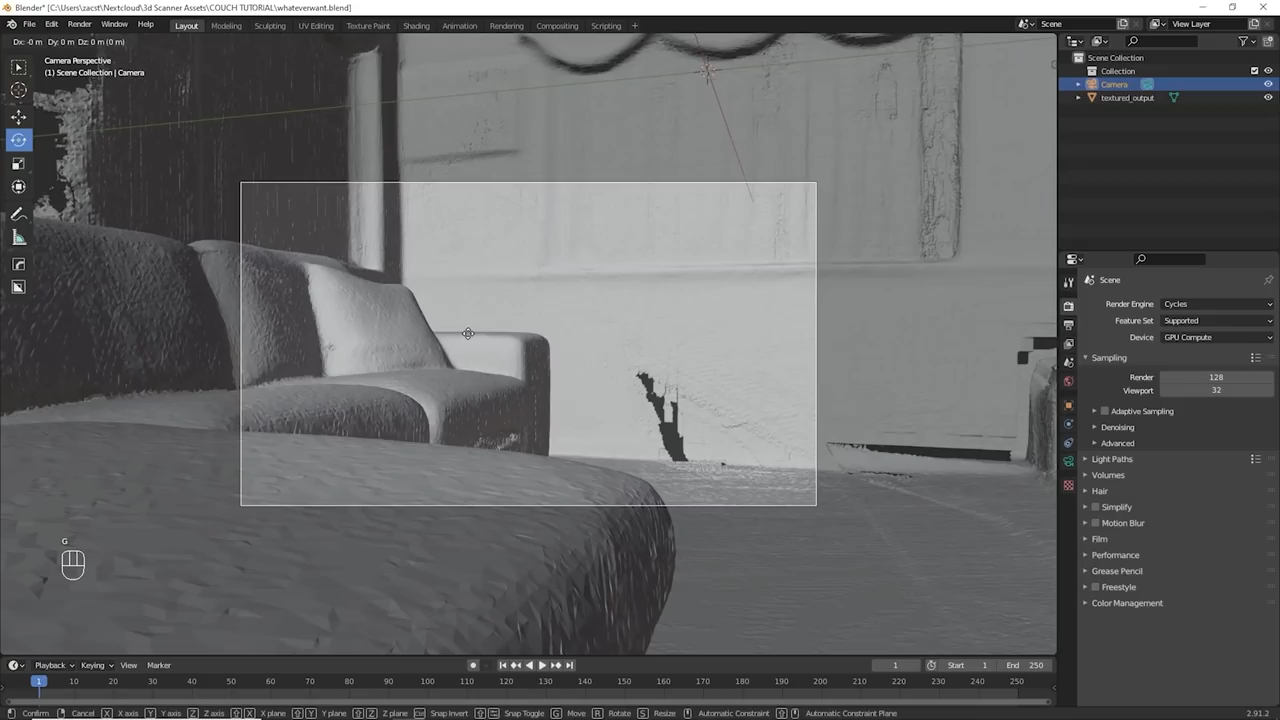 Blender* [C:\Users\zacst\Nextcloud\3d Scanner Assets\COUCH TUTORIAL\whateverwant.blend]
File Edit Render Window Help Layout Modeling Sculpting UV Editing Texture Paint Shading Animation Rendering Compositing Scripting + Scene View Layer
Dx: -0 m Dy: 0 m Dz: 0 m (0 m)
Camera Perspective
(1) Scene Collection | Camera
Scene Collection
Collection
Camera
textured_output
Scene
Render Engine Cycles
Feature Set Supported
Device GPU Compute
Sampling
Render 128
Viewport 32
Adaptive Sampling
Denoising
Advanced
Light Paths
Volumes
Hair
Simplify
Motion Blur
Film
Performance
Grease Pencil
Freestyle
Color Management
G
Playback Keying View Marker 1 Start 1 End 250
1 10 20 30 40 50 60 70 80 90 100 110 120 130 140 150 160 170 180 190 200 210 220 230 240 250
Confirm Cancel X X axis Y Y axis Z Z axis X X plane Y Y plane Z Z plane Snap Invert Snap Toggle G Move R Rotate S Resize Automatic Constraint Automatic Constraint Plane 2.91.2